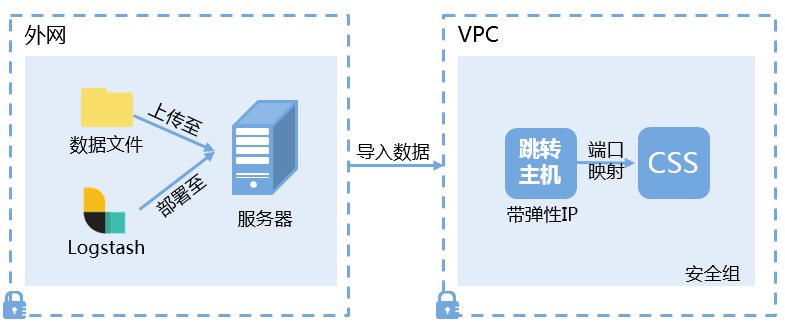 外网
数据文件
上传至
Logstash
部署至
服务器
导入数据
VPC
跳转
主机
带弹性IP
端口
映射
CSS
安全组